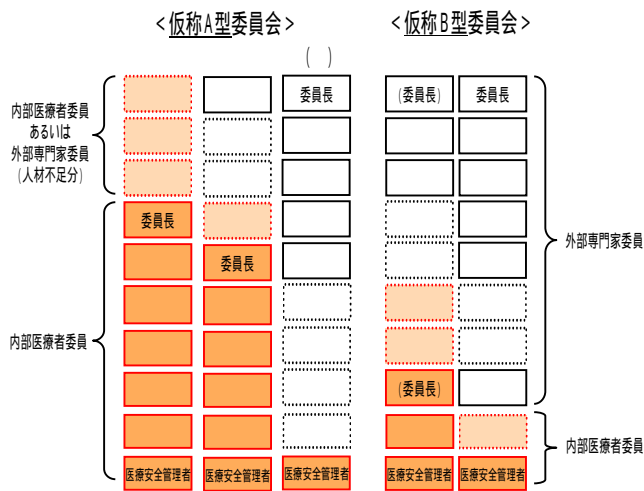 ＜仮称A型委員会＞
＜仮称B型委員会＞
(　)
内部医療者委員
あるいは
外部専門家委員
(人材不足分)
委員長
(委員長)
委員長
委員長
委員長
外部専門家委員
内部医療者委員
(委員長)
内部医療者委員
医療安全管理者
医療安全管理者
医療安全管理者
医療安全管理者
医療安全管理者